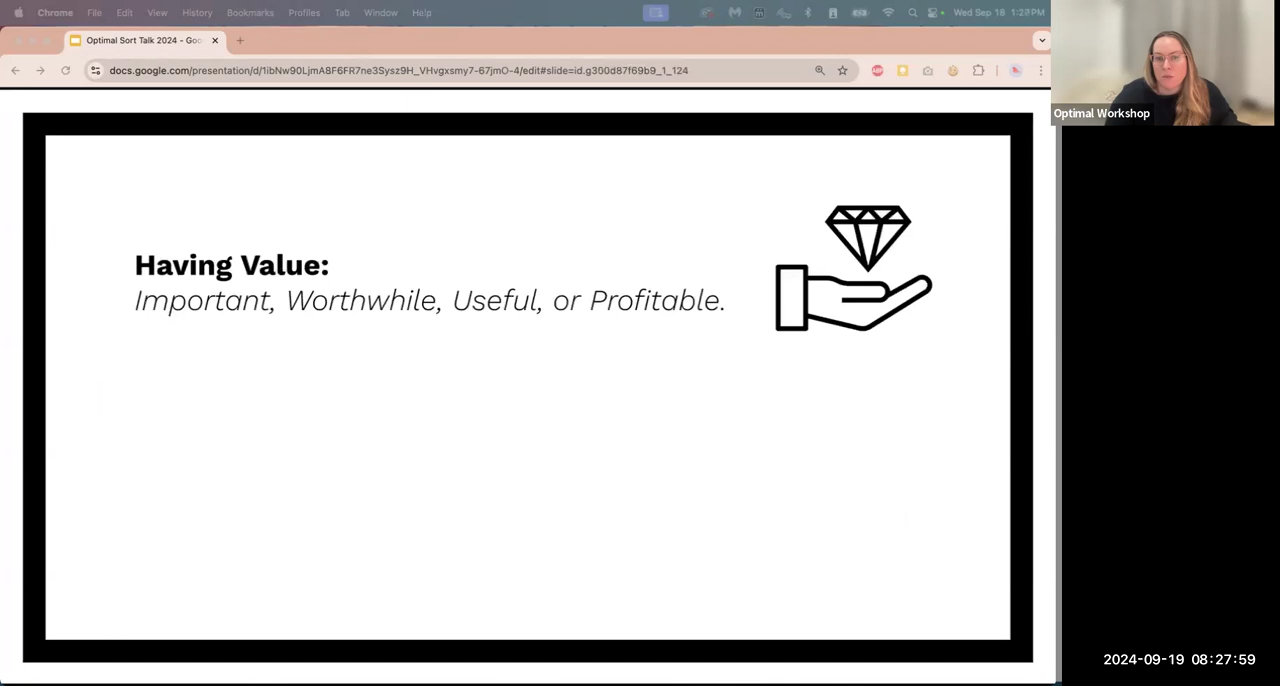 Chrome File Edit View History Bookmarks Profiles Tab Window Help
Wed Sep 18 1:27PM
Optimal Sort Talk 2024 - Goo
docs.google.com/presentation/d/1ibNw90LjmA8F6FR7ne3Sysz9H_VHvgxsmy7-67jmO-4/edit#slide=id.g300d87f69b9_1_124
ABP
Optimal Workshop
Having Value:
Important, Worthwhile, Useful, or Profitable.
2024-09-19 08:27:59